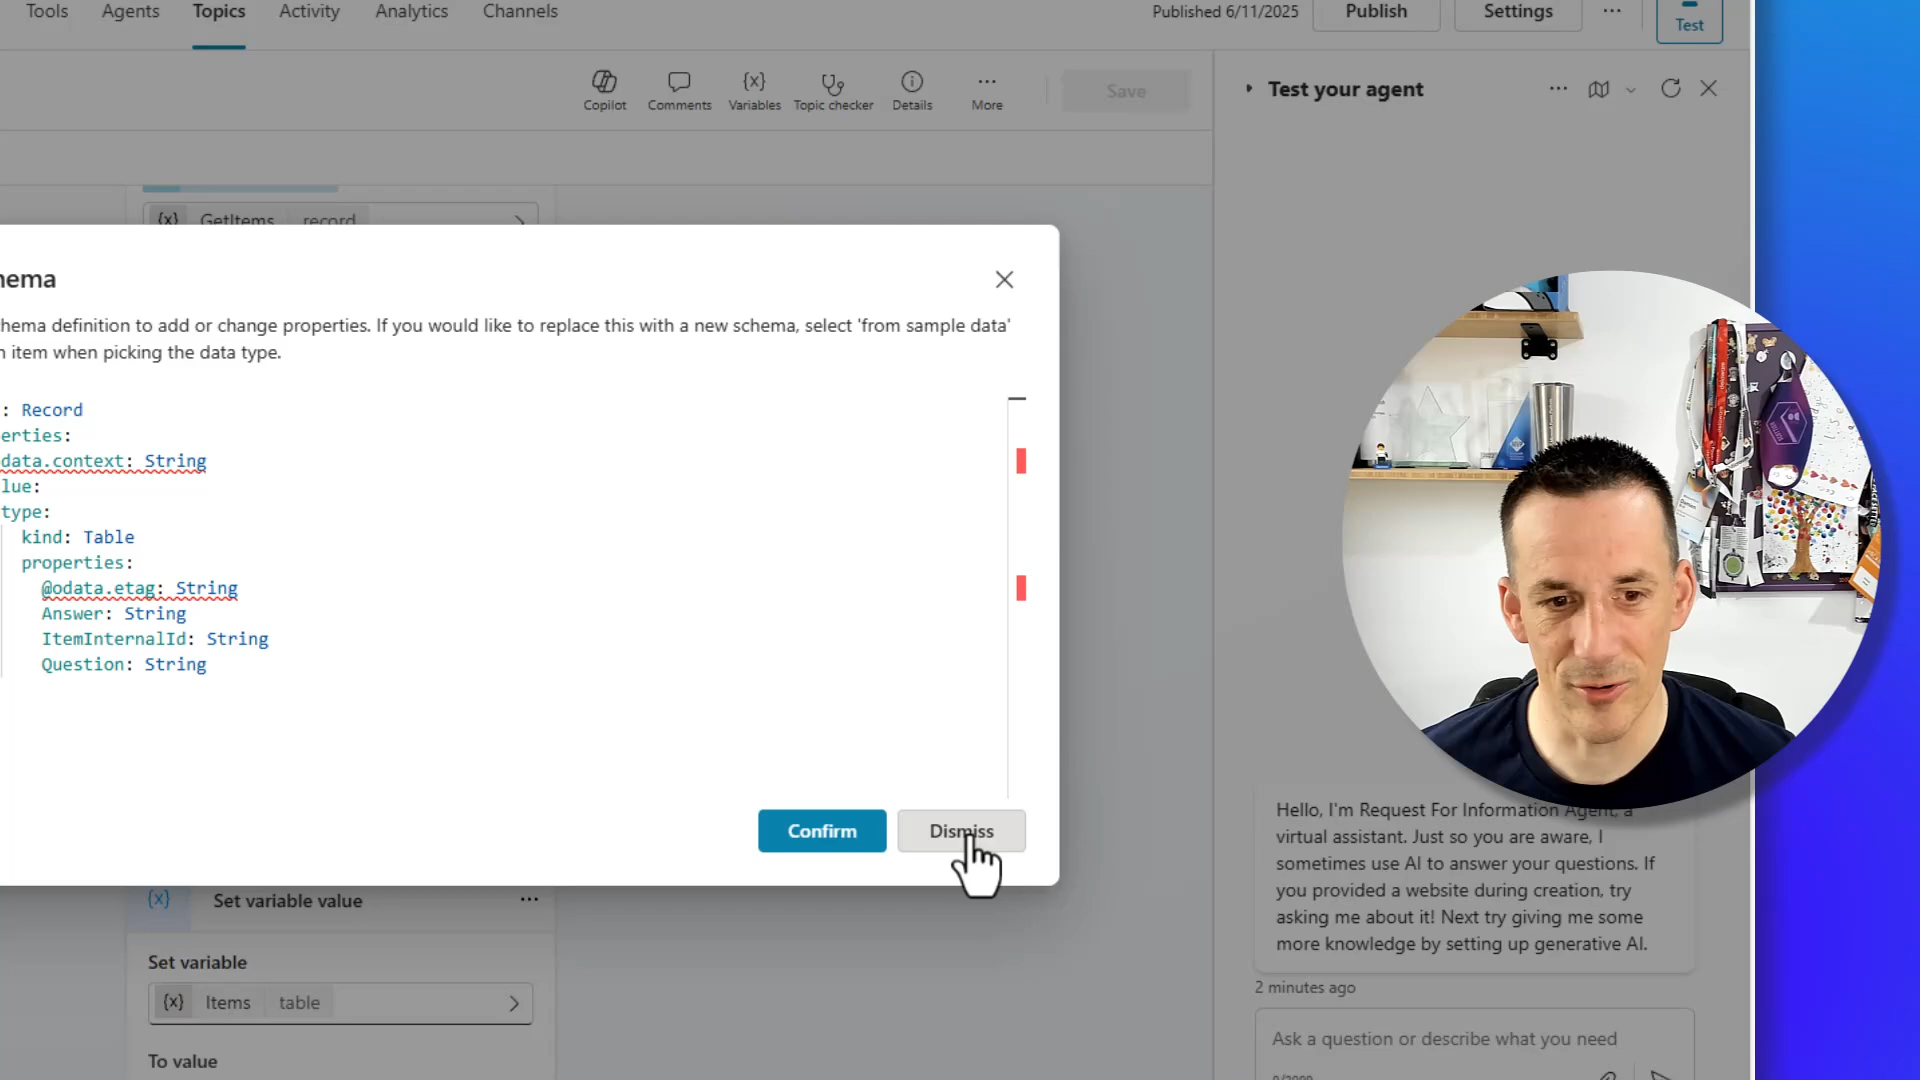 Tools Agents Topics Activity Analytics Channels Published 6/11/2025 Publish Settings ... Test
Copilot Comments Variables Topic checker Details More Save
Test your agent
{x} GetItems record
hema
hema definition to add or change properties. If you would like to replace this with a new schema, select 'from sample data'
n item when picking the data type.
: Record
erties:
data.context: String
lue:
type:
kind: Table
properties:
@odata.etag: String
Answer: String
ItemInternalId: String
Question: String
Confirm Dismiss
{x} Set variable value ...
Set variable
{x} Items table
To value
Hello, I'm Request For Information Agent, a
virtual assistant. Just so you are aware, I
sometimes use AI to answer your questions. If
you provided a website during creation, try
asking me about it! Next try giving me some
more knowledge by setting up generative AI.
2 minutes ago
Ask a question or describe what you need